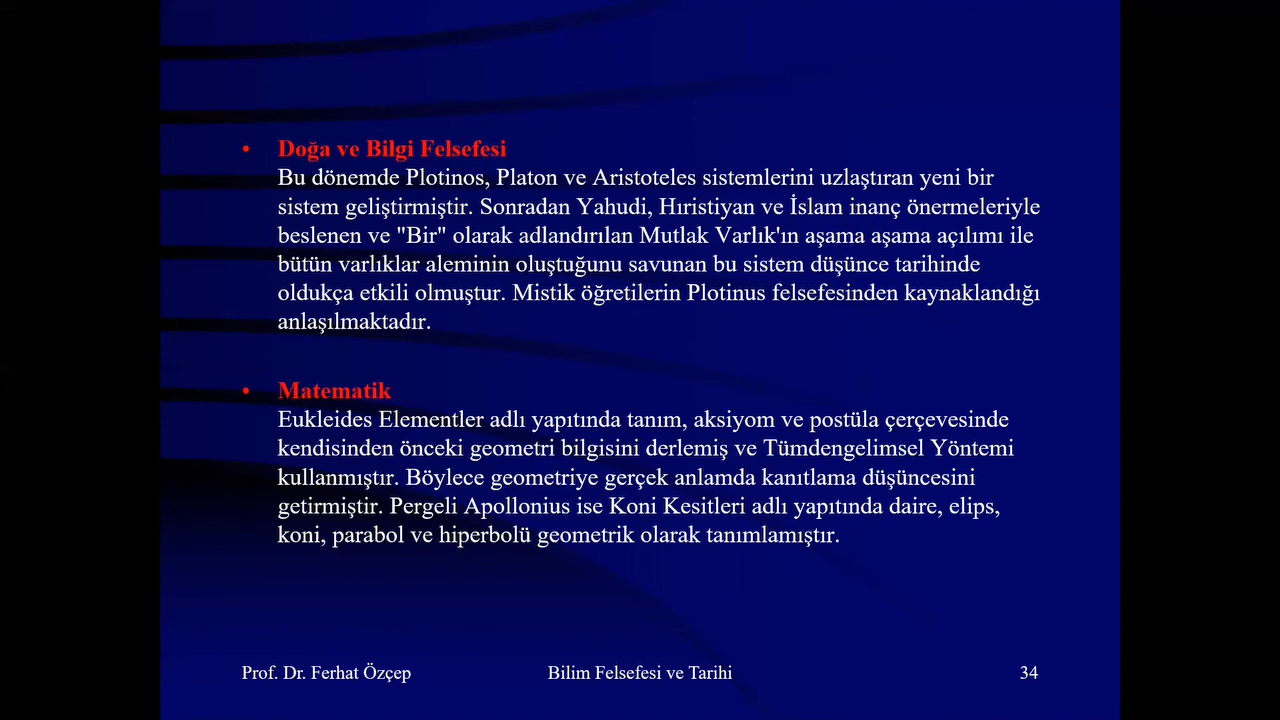 • Doğa ve Bilgi Felsefesi
Bu dönemde Plotinos, Platon ve Aristoteles sistemlerini uzlaştıran yeni bir
sistem geliştirmiştir. Sonradan Yahudi, Hıristiyan ve İslam inanç önermeleriyle
beslenen ve "Bir" olarak adlandırılan Mutlak Varlık'ın aşama aşama açılımı ile
bütün varlıklar aleminin oluştuğunu savunan bu sistem düşünce tarihinde
oldukça etkili olmuştur. Mistik öğretilerin Plotinus felsefesinden kaynaklandığı
anlaşılmaktadır.
• Matematik
Eukleides Elementler adlı yapıtında tanım, aksiyom ve postüla çerçevesinde
kendisinden önceki geometri bilgisini derlemiş ve Tümdengelimsel Yöntemi
kullanmıştır. Böylece geometriye gerçek anlamda kanıtlama düşüncesini
getirmiştir. Pergeli Apollonius ise Koni Kesitleri adlı yapıtında daire, elips,
koni, parabol ve hiperbolü geometrik olarak tanımlamıştır.
Prof. Dr. Ferhat Özçep Bilim Felsefesi ve Tarihi 34